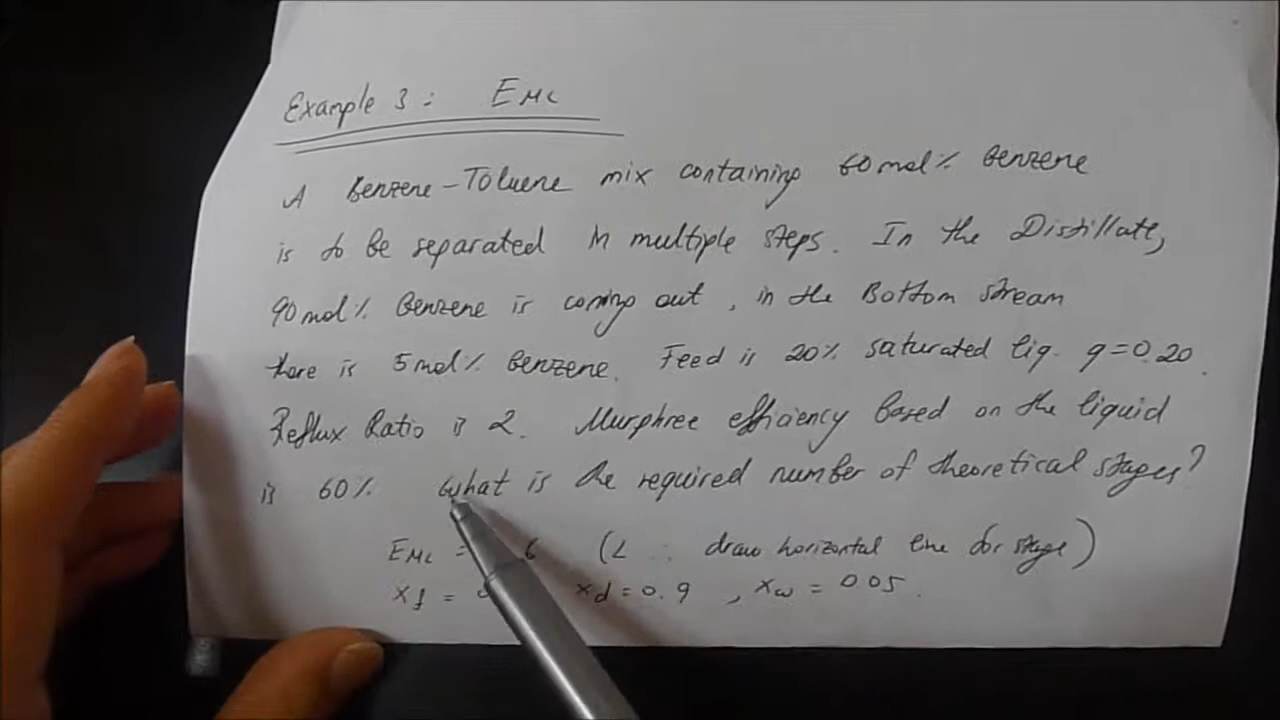 Example 3 : EML
A Benzene-Toluene mix containing 60 mol% Benzene
is to be separated in multiple steps. In the Distillate,
90 mol% Benzene is coming out, in the Bottom stream
there is 5 mol% Benzene. Feed is 20% saturated liq. q=0.20.
Reflux Ratio is 2. Murphree efficiency based on the liquid
is 60% What is the required number of theoretical stages?
EML = 6 (L ∴ draw horizontal line for stage)
xf = xd = 0.9 , xw = 0.05.